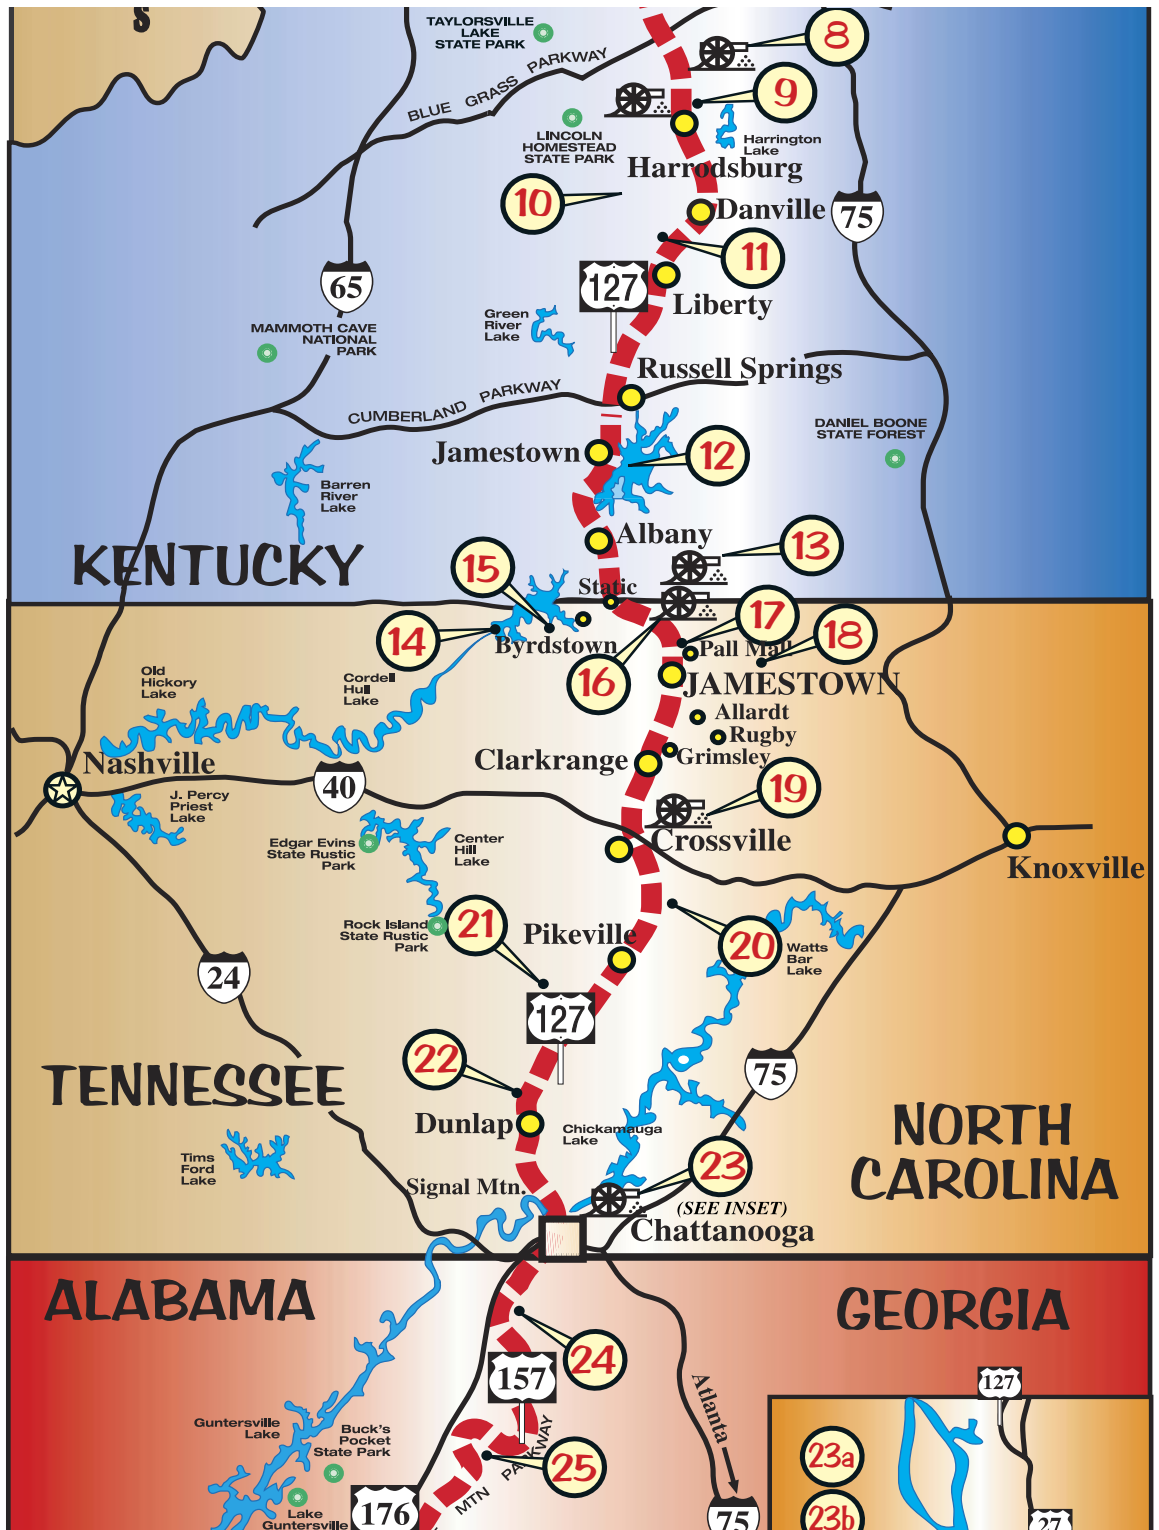 S
TAYLORSVILLE
LAKE
STATE PARK
8
BLUE GRASS PARKWAY
9
LINCOLN
HOMESTEAD
STATE PARK
Harrington
Lake
Harrodsburg
10
Danville
75
11
65
127
Liberty
Green
River
Lake
MAMMOTH CAVE
NATIONAL
PARK
Russell Springs
CUMBERLAND PARKWAY
DANIEL BOONE
STATE FOREST
Jamestown
12
Barren
River
Lake
Albany
13
KENTUCKY
15
Static
17
14
Byrdstown
18
Pall Mall
16
Old
Hickory
Lake
Cordell
Hull
Lake
JAMESTOWN
Allardt
Rugby
Grimsley
Nashville
Clarkrange
40
19
J. Percy
Priest
Lake
Edgar Evins
State Rustic
Park
Center
Hill
Lake
Crossville
Knoxville
Rock Island
State Rustic
Park
21
Pikeville
20
Watts
Bar
Lake
24
127
22
75
TENNESSEE
Dunlap
Chickamauga
Lake
NORTH
CAROLINA
Tims
Ford
Lake
23
Signal Mtn.
(SEE INSET)
Chattanooga
ALABAMA
GEORGIA
24
157
127
Atlanta
Guntersville
Lake
Buck's
Pocket
State Park
25
MTN PARKWAY
23a
176
75
23b
27
Lake
Guntersville